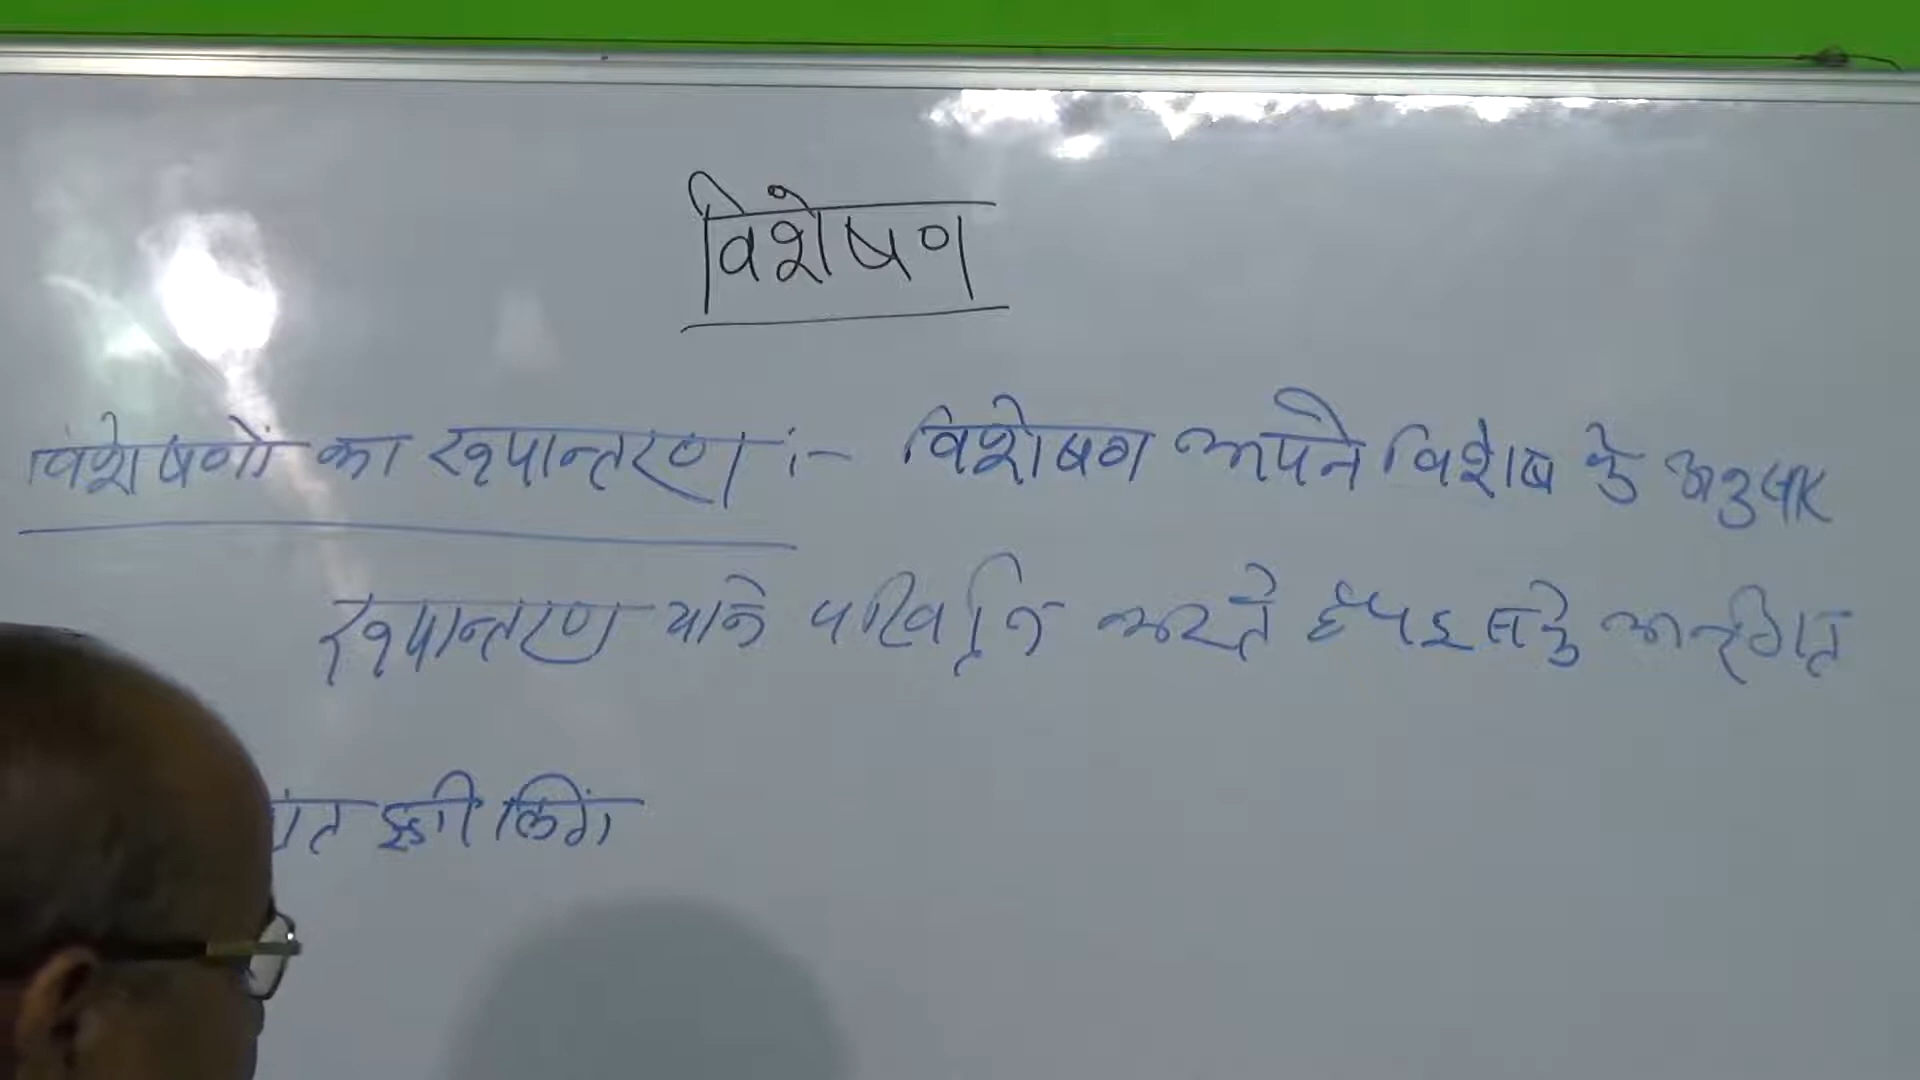 विशेषण
विशेषणों का रूपान्तरण :- विशेषण अपने विशेष के अनुसार
रूपान्तरण याने परिवर्तित करते हैं इसके अन्तर्गत
स्त्रीलिंग